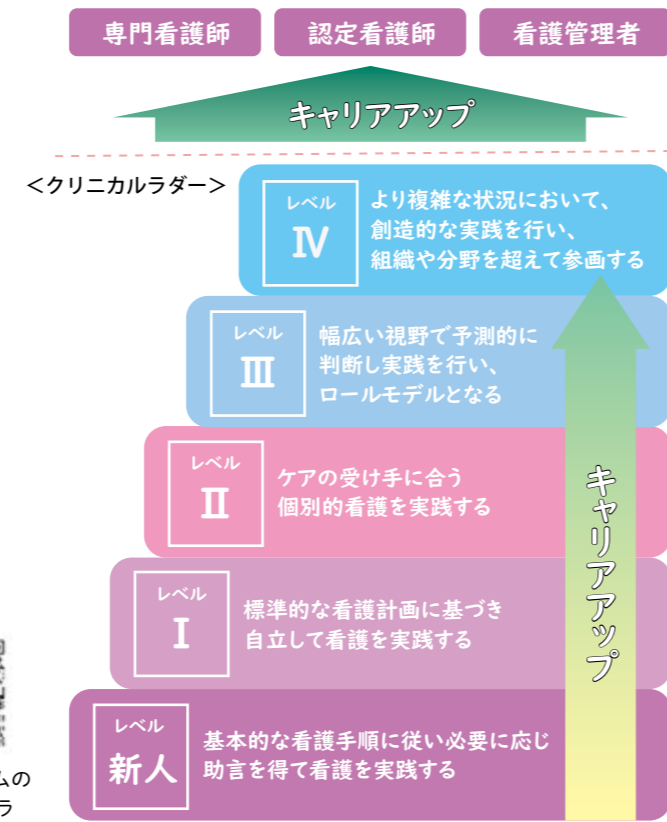 専門看護師
認定看護師
看護管理者
キャリアアップ
<クリニカルラダー>
レベル
Ⅳ
より複雑な状況において、
創造的な実践を行い、
組織や分野を超えて参画する
レベル
Ⅲ
幅広い視野で予測的に
判断し実践を行い、
ロールモデルとなる
レベル
Ⅱ
ケアの受け手に合う
個別的看護を実践する
レベル
Ⅰ
標準的な看護計画に基づき
自立して看護を実践する
レベル
新人
基本的な看護手順に従い必要に応じ
助言を得て看護を実践する
キャリアアップ
ムの
ラ